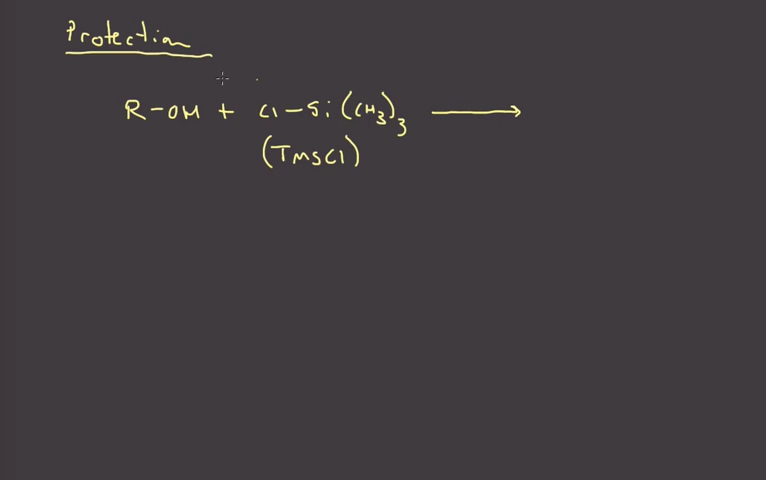 Protection
R-OH + Cl-Si(CH3)3 ⟶
(TMSCl)